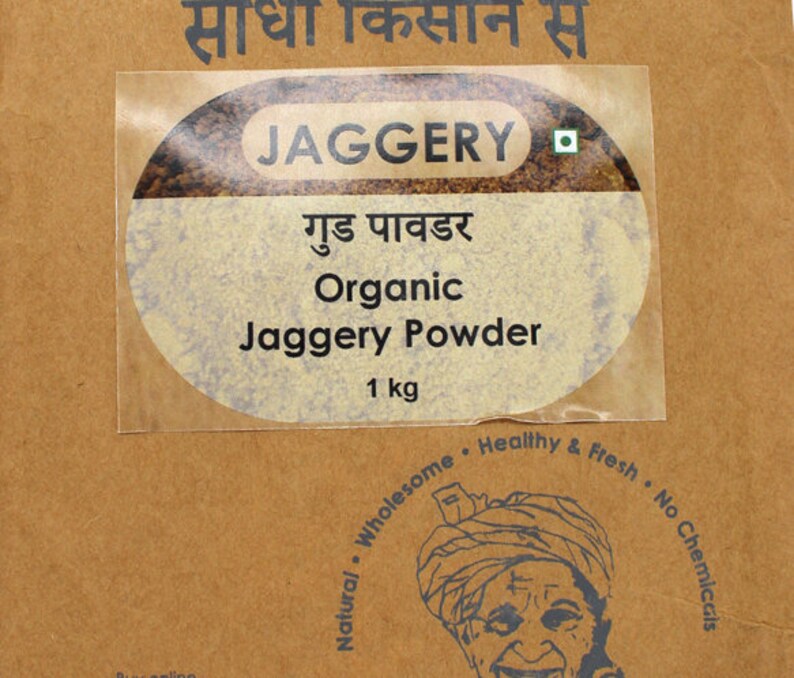 सीधा किसान से
JAGGERY
गुड पावडर
Organic
Jaggery Powder
1 kg
Natural • Wholesome • Healthy & Fresh • No Chemicals